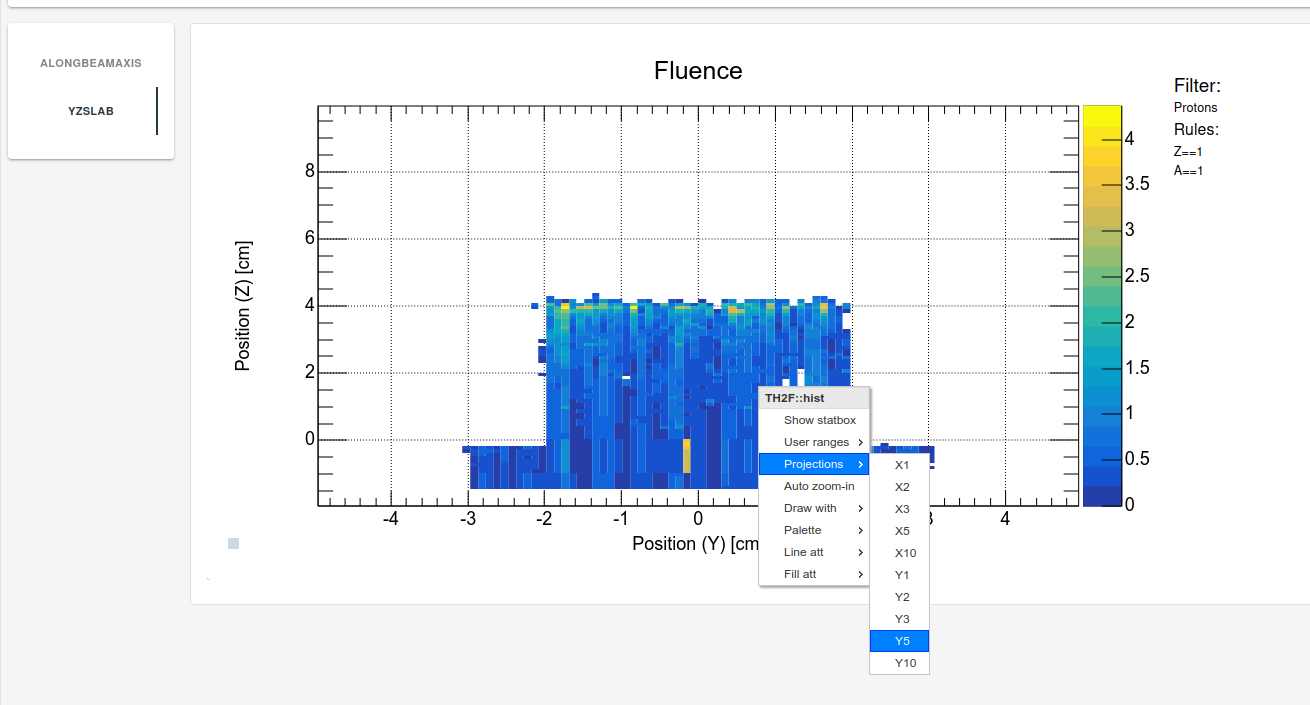 ALONGBEAMAXIS
YZSLAB
Fluence
Filter:
Protons
Rules:
Z==1
A==1
Position (Z) [cm]
8
6
4
2
0
4
3.5
3
2.5
2
1.5
1
0.5
0
-4
-3
-2
-1
0
4
Position (Y) [cm
TH2F::hist
Show statbox
User ranges
Projections
Auto zoom-in
Draw with
Palette
Line att
Fill att
X1
X2
X3
X5
X10
Y1
Y2
Y3
Y5
Y10